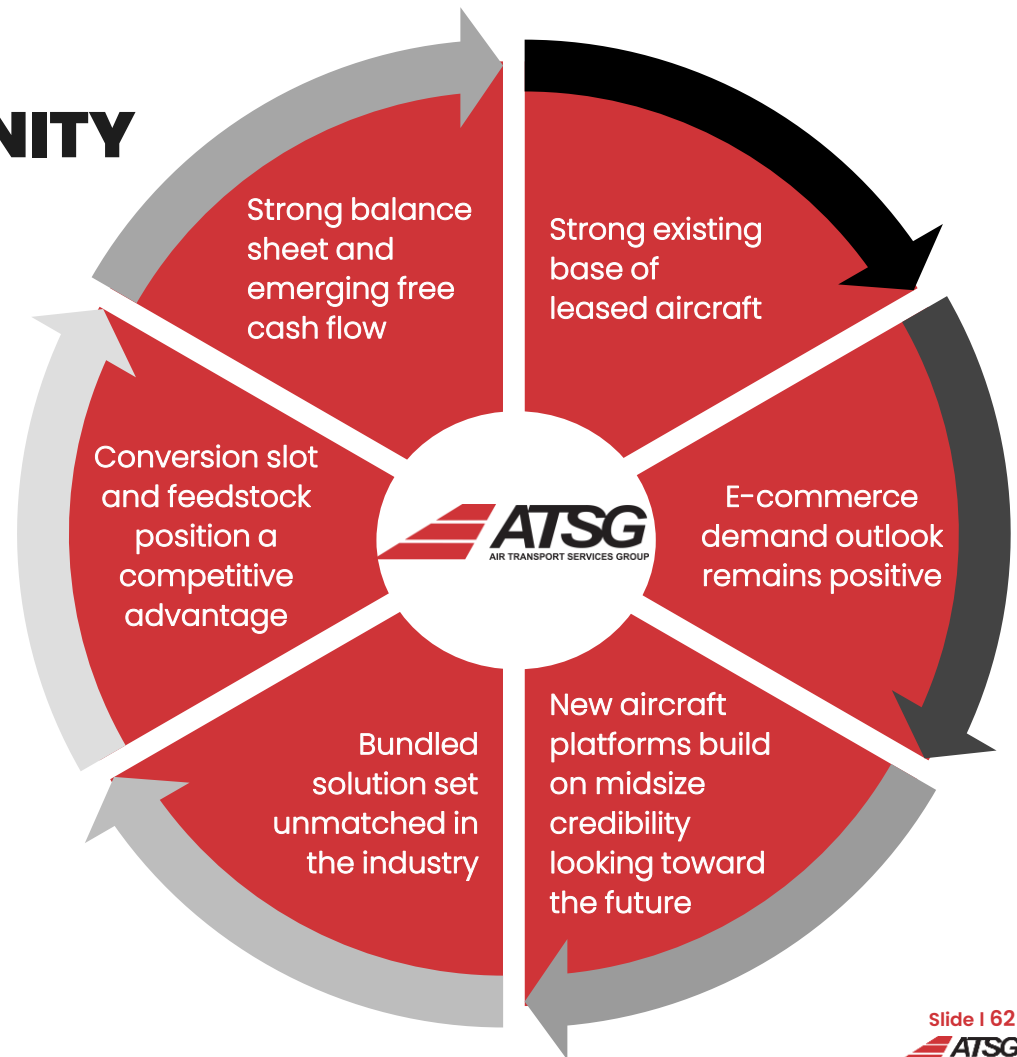 NITY
Strong balance
sheet and
emerging free
cash flow
Strong existing
base of
leased aircraft
Conversion slot
and feedstock
position a
competitive
advantage
ATSG
AIR TRANSPORT SERVICES GROUP
E-commerce
demand outlook
remains positive
Bundled
solution set
unmatched in
the industry
New aircraft
platforms build
on midsize
credibility
looking toward
the future
Slide I 62
ATSG